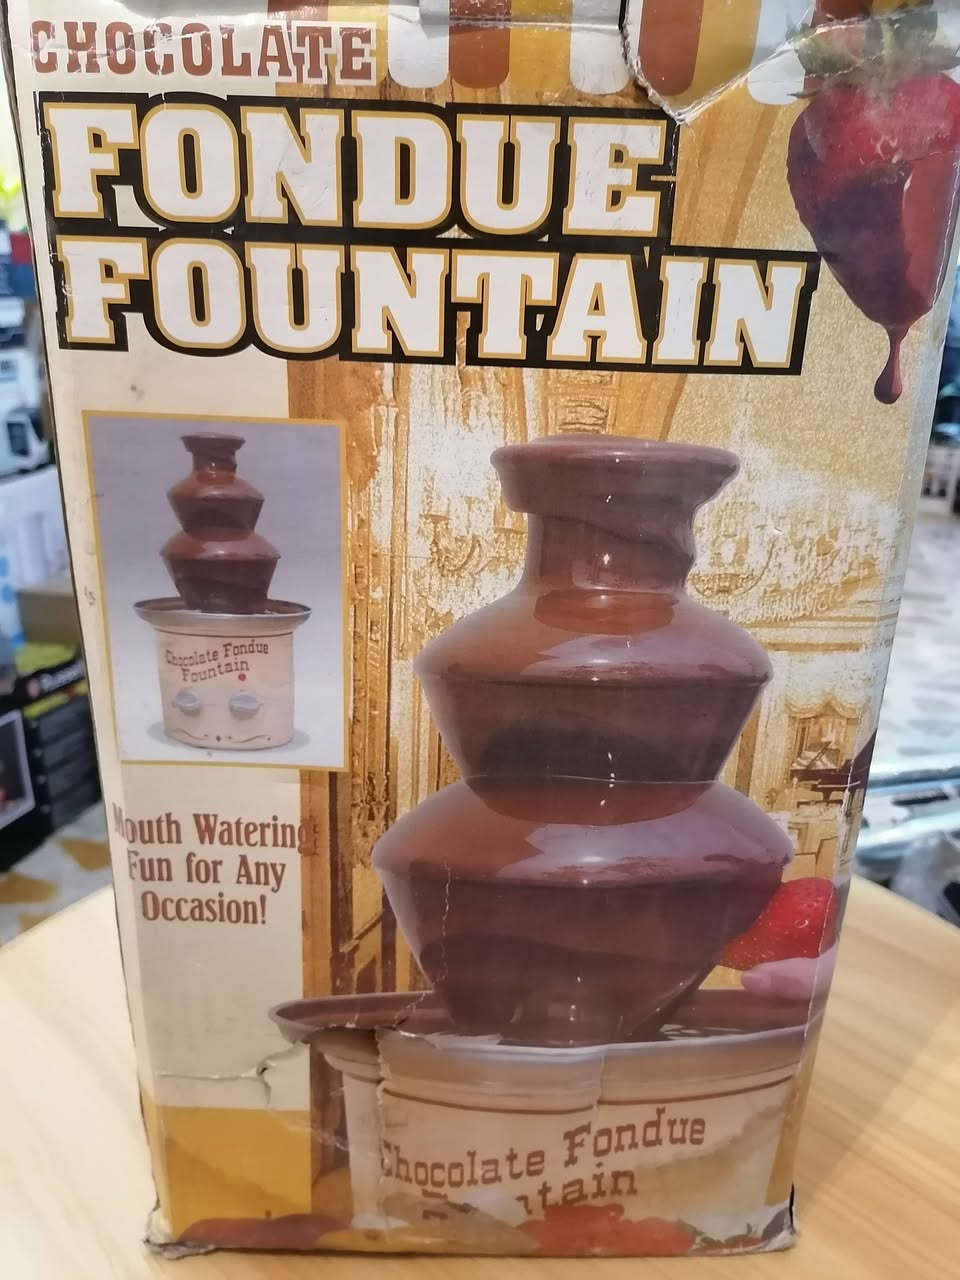 CHOCOLATE
FONDUE
FOUNTAIN
Chocolate Fondue
Fountain
Mouth Watering
Fun for Any
Occasion!
Chocolate Fondue